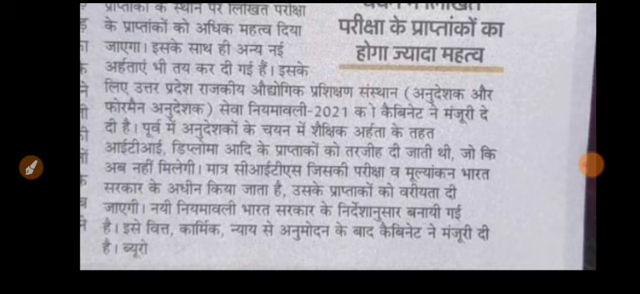 प्राप्तांकों के स्थान पर लिखित परीक्षा
के प्राप्तांकों को अधिक महत्व दिया
जाएगा। इसके साथ ही अन्य नई
अर्हताएं भी तय कर दी गई हैं। इसके
परीक्षा के प्राप्तांकों का
होगा ज्यादा महत्व
लिए उत्तर प्रदेश राजकीय औद्योगिक प्रशिक्षण संस्थान (अनुदेशक और
फोरमैन अनुदेशक) सेवा नियमावली-2021 को कैबिनेट ने मंजूरी दे
दी है। पूर्व में अनुदेशकों के चयन में शैक्षिक अर्हता के तहत
आईटीआई, डिप्लोमा आदि के प्राप्ताकों को तरजीह दी जाती थी, जो कि
अब नहीं मिलेगी। मात्र सीआईटीएस जिसकी परीक्षा व मूल्यांकन भारत
सरकार के अधीन किया जाता है, उसके प्राप्ताकों को वरीयता दी
जाएगी। नयी नियमावली भारत सरकार के निर्देशानुसार बनायी गई
है। इसे वित्त, कार्मिक, न्याय से अनुमोदन के बाद कैबिनेट ने मंजूरी दी
है। ब्यूरो